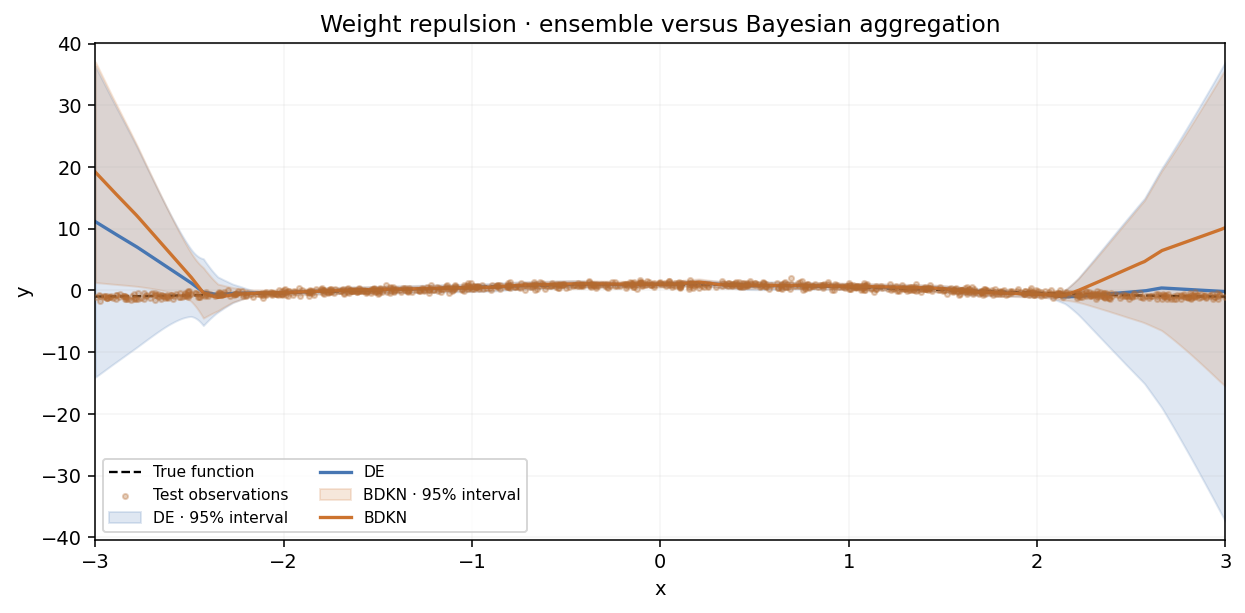 Weight repulsion · ensemble versus Bayesian aggregation
40
30
20
10
0
−10
−20
−30
−40
y
True function
Test observations
DE · 95% interval
DE
BDKN · 95% interval
BDKN
−3
−2
−1
0
1
2
3
x